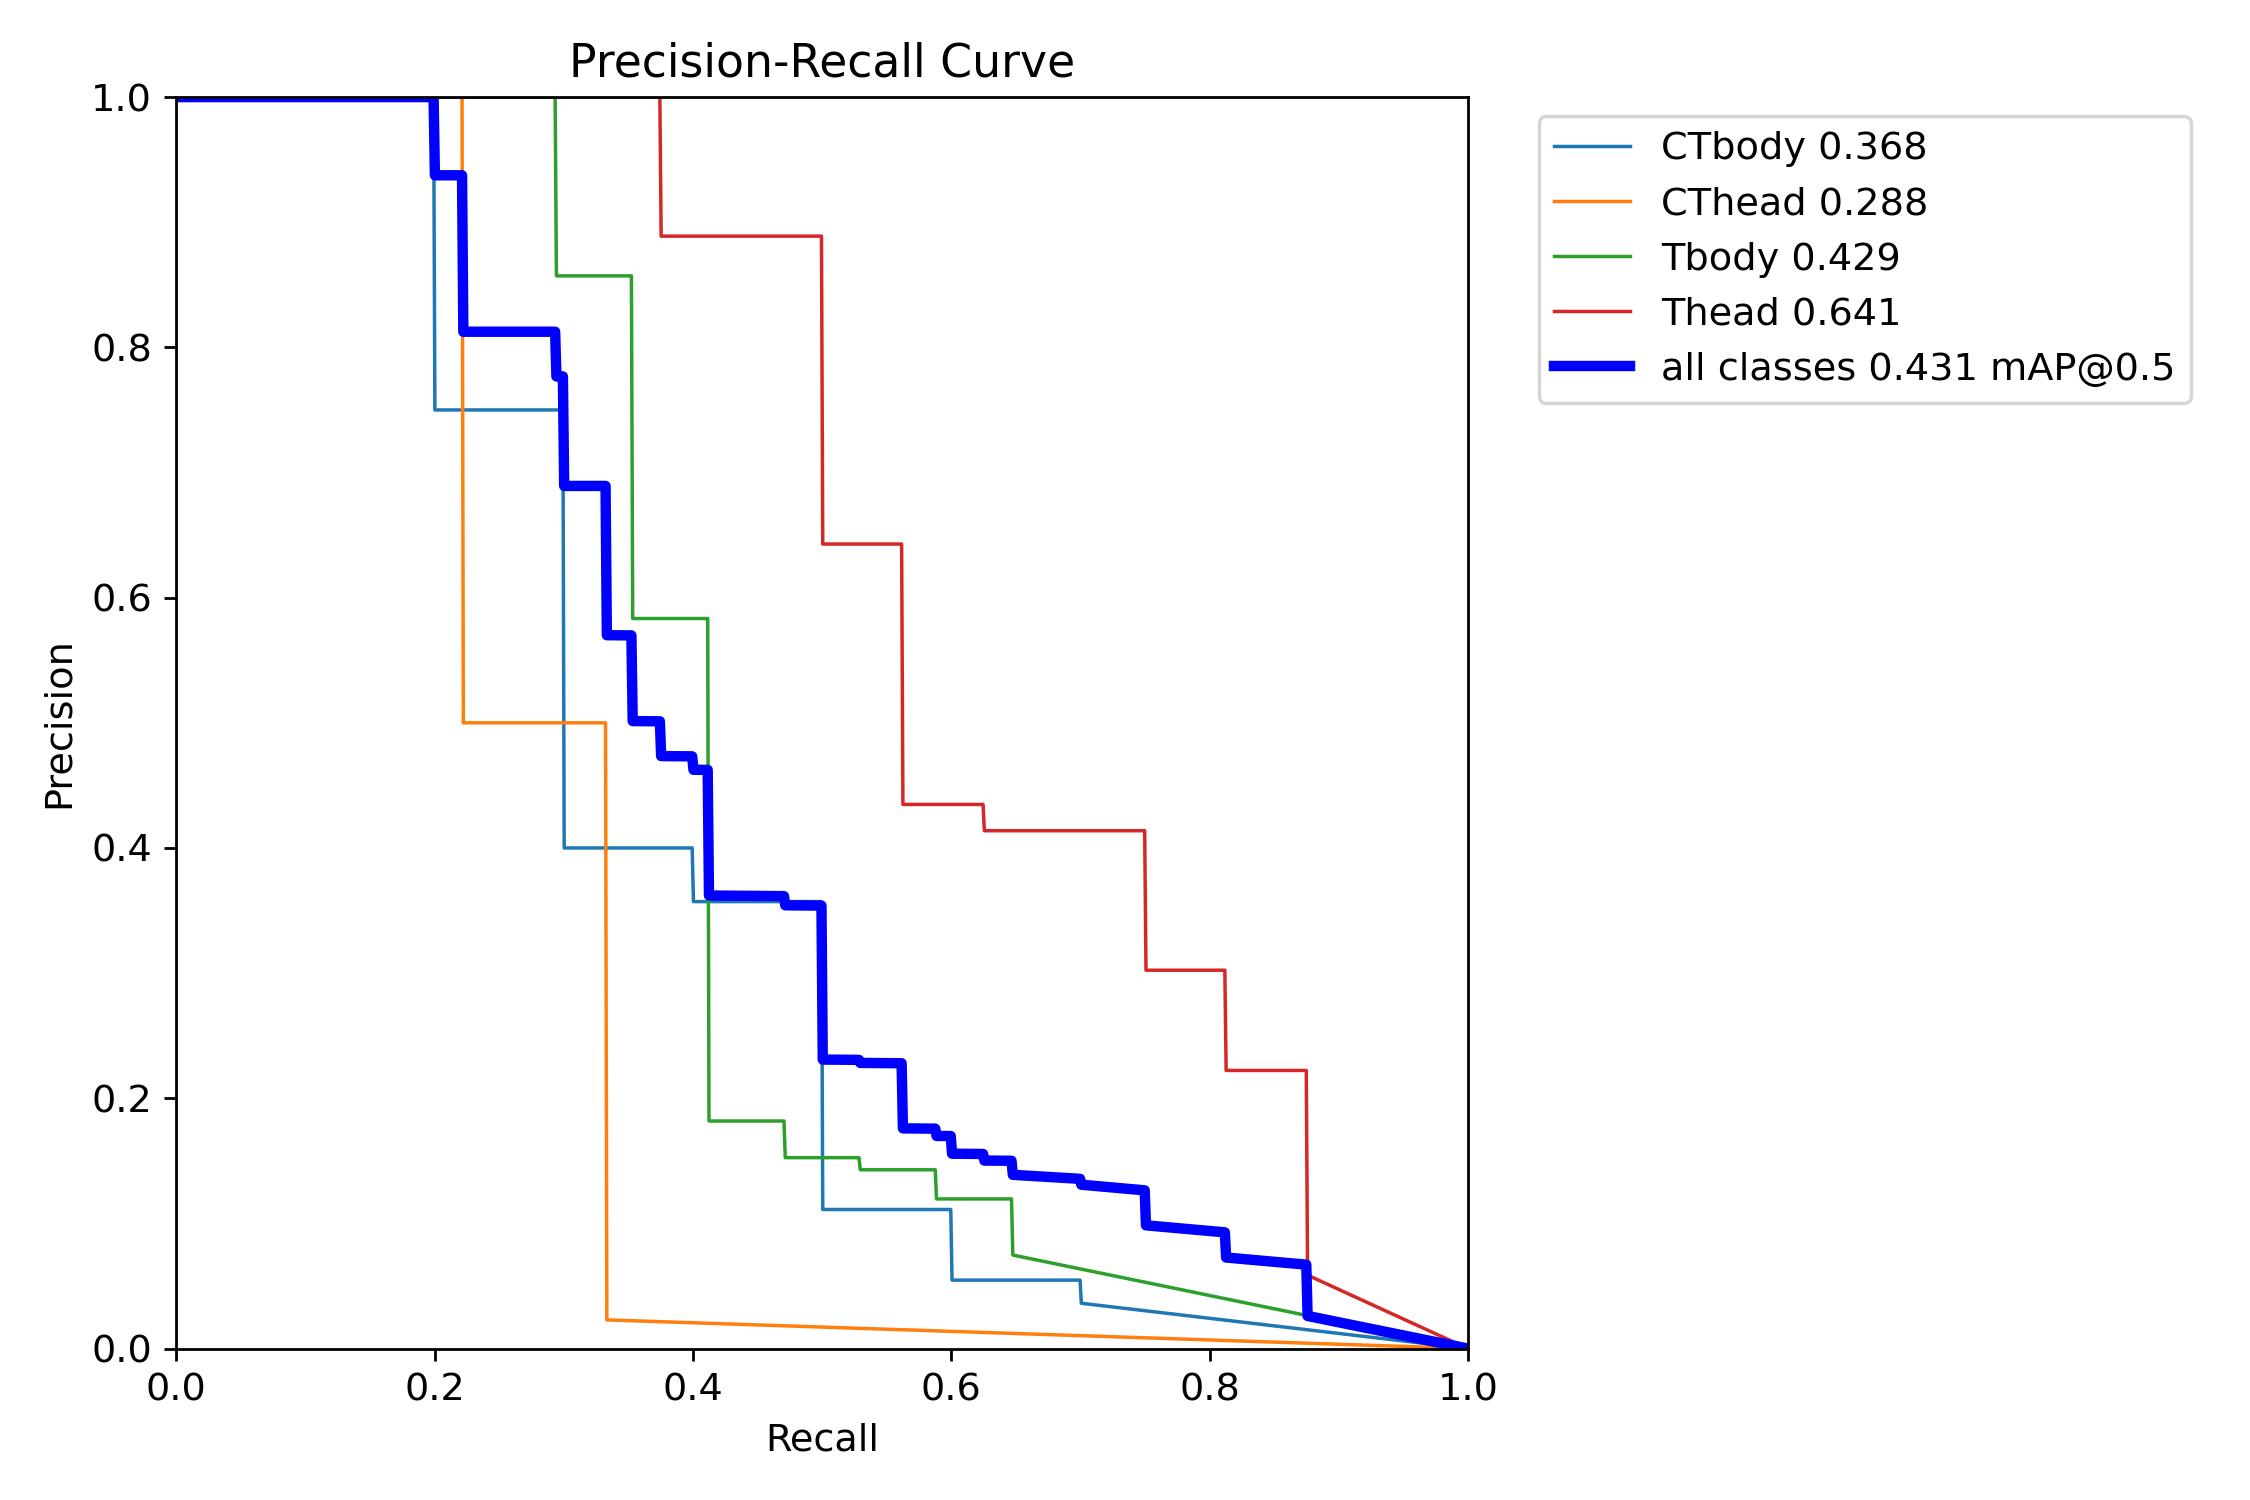 Precision-Recall Curve
1.0
0.8
0.6
0.4
0.2
0.0
Precision
0.0 0.2 0.4 0.6 0.8 1.0
Recall
CTbody 0.368
CThead 0.288
Tbody 0.429
Thead 0.641
all classes 0.431 mAP@0.5